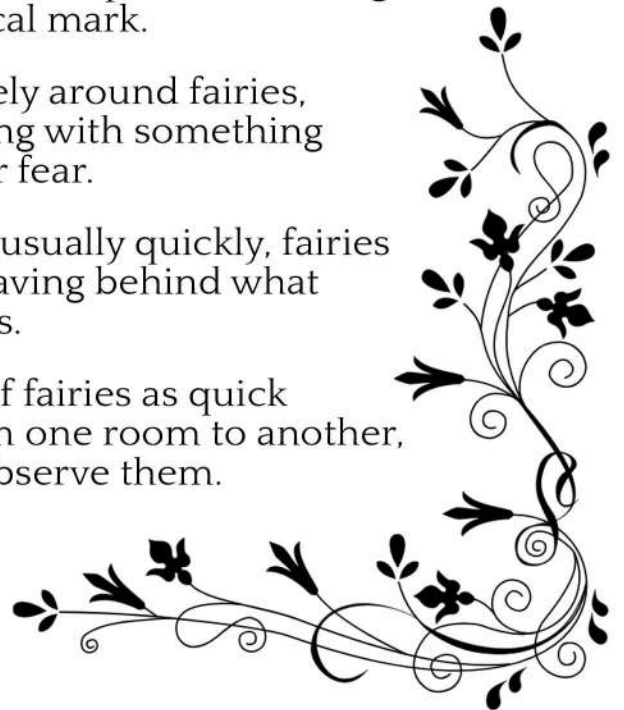 cal mark.
ely around fairies,
ng with something
r fear.
usually quickly, fairies
aving behind what
s.
f fairies as quick
n one room to another,
bserve them.